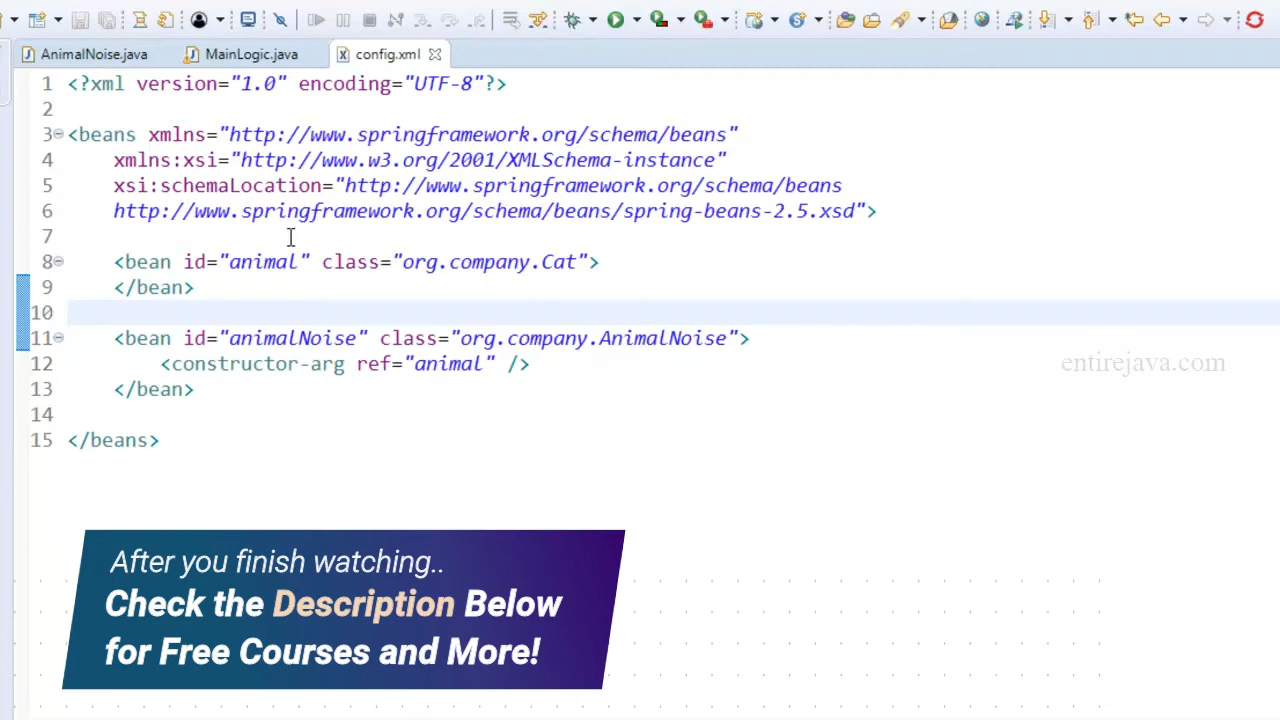 AnimalNoise.java MainLogic.java config.xml
1 <?xml version="1.0" encoding="UTF-8"?>
2
3 <beans xmlns="http://www.springframework.org/schema/beans"
4 xmlns:xsi="http://www.w3.org/2001/XMLSchema-instance"
5 xsi:schemaLocation="http://www.springframework.org/schema/beans
6 http://www.springframework.org/schema/beans/spring-beans-2.5.xsd">
7
8 <bean id="animal" class="org.company.Cat">
9 </bean>
10
11 <bean id="animalNoise" class="org.company.AnimalNoise">
12 <constructor-arg ref="animal" />
13 </bean>
14
15 </beans>
entirejava.com
After you finish watching..
Check the Description Below
for Free Courses and More!